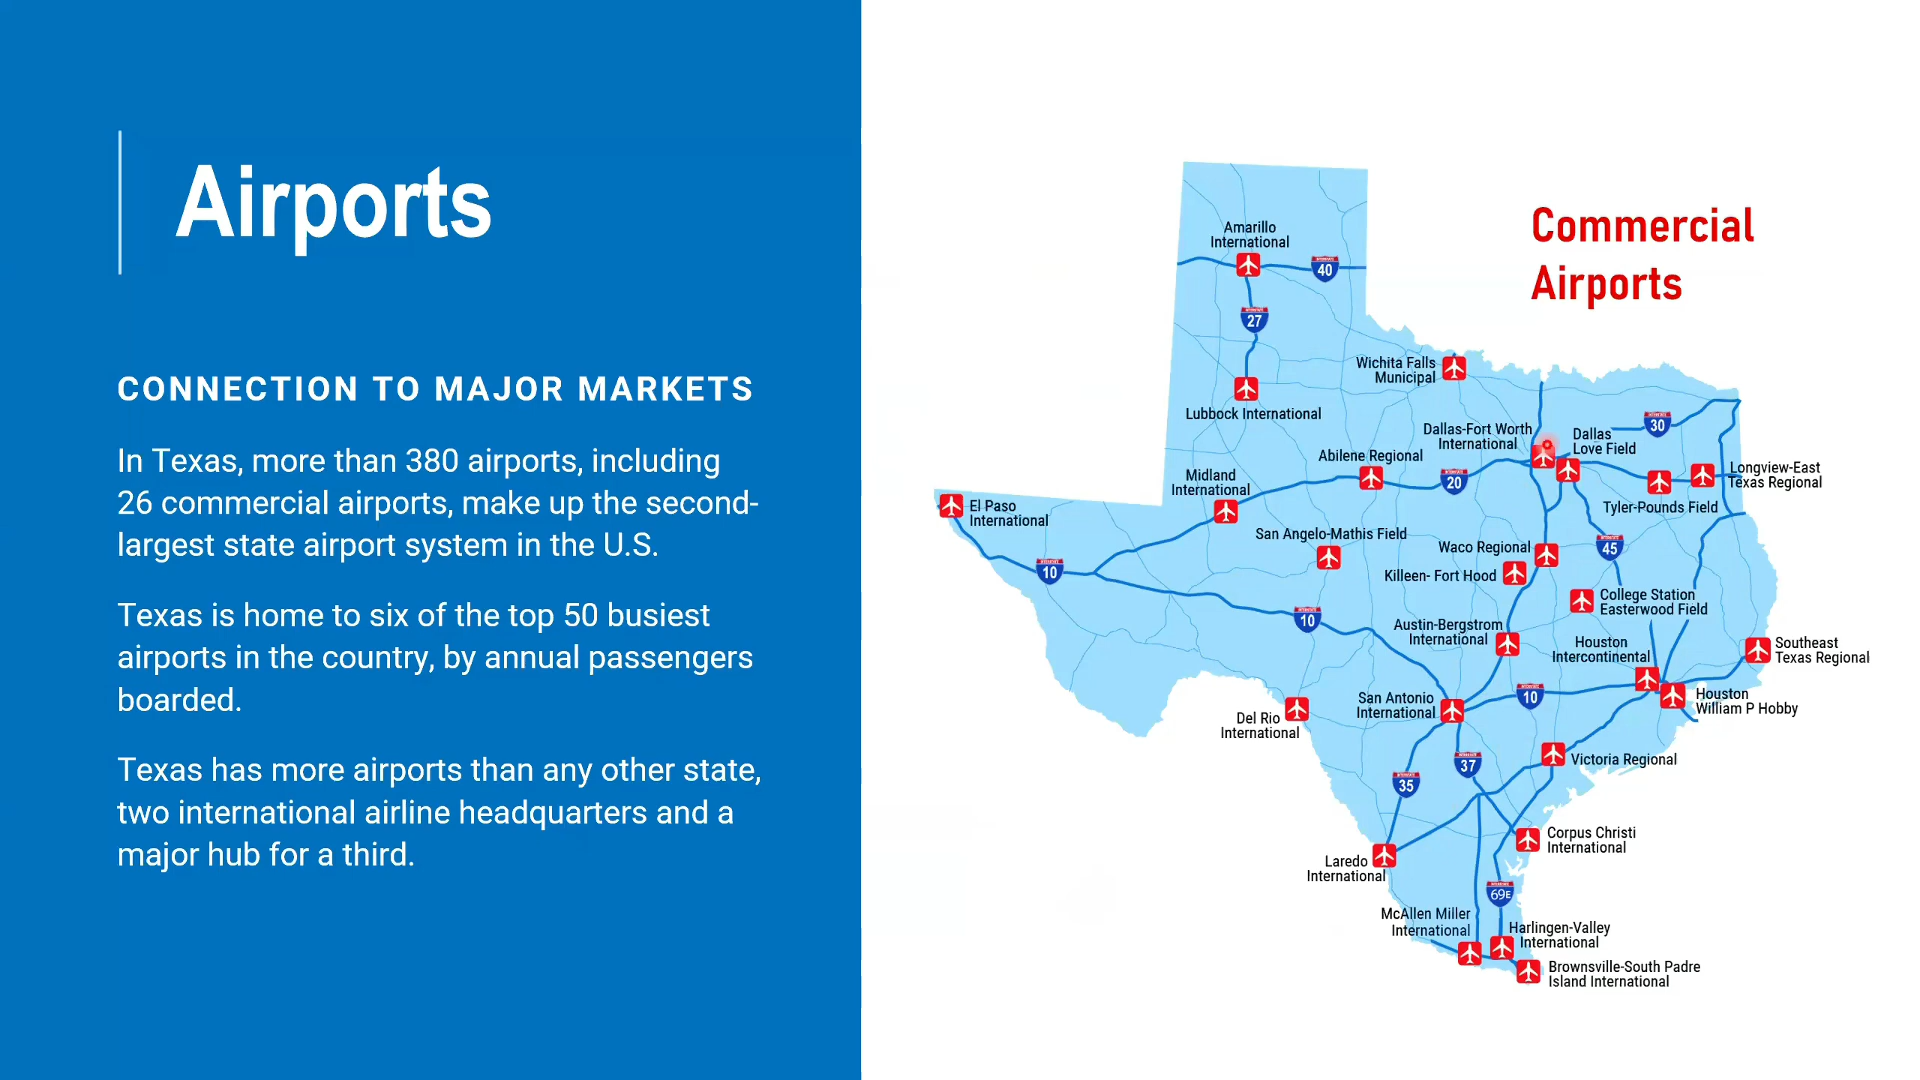 Airports
CONNECTION TO MAJOR MARKETS
In Texas, more than 380 airports, including
26 commercial airports, make up the second-
largest state airport system in the U.S.
Texas is home to six of the top 50 busiest
airports in the country, by annual passengers
boarded.
Texas has more airports than any other state,
two international airline headquarters and a
major hub for a third.
Commercial
Airports
Amarillo
International
40
27
Lubbock International
Wichita Falls
Municipal
Dallas-Fort Worth
International
Dallas
Love Field
30
Abilene Regional
20
Midland
International
Longview-East
Texas Regional
Tyler-Pounds Field
El Paso
International
10
San Angelo-Mathis Field
Waco Regional
45
Killeen- Fort Hood
College Station
Easterwood Field
10
Austin-Bergstrom
International
Houston
Intercontinental
Southeast
Texas Regional
Del Rio
International
San Antonio
International
10
Houston
William P Hobby
37
35
Victoria Regional
Corpus Christi
International
Laredo
International
69E
McAllen Miller
International
Harlingen-Valley
International
Brownsville-South Padre
Island International